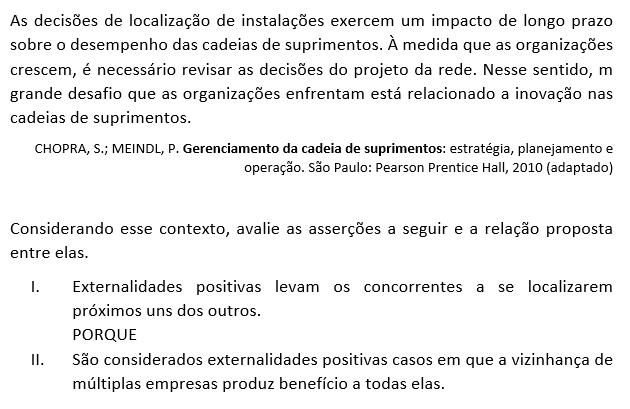 As decisões de localização de instalações exercem um impacto de longo prazo
sobre o desempenho das cadeias de suprimentos. À medida que as organizações
crescem, é necessário revisar as decisões do projeto da rede. Nesse sentido, m
grande desafio que as organizações enfrentam está relacionado a inovação nas
cadeias de suprimentos.
CHOPRA, S.; MEINDL, P. Gerenciamento da cadeia de suprimentos: estratégia, planejamento e
operação. São Paulo: Pearson Prentice Hall, 2010 (adaptado)
Considerando esse contexto, avalie as asserções a seguir e a relação proposta
entre elas.
I. Externalidades positivas levam os concorrentes a se localizarem
próximos uns dos outros.
PORQUE
II. São considerados externalidades positivas casos em que a vizinhança de
múltiplas empresas produz benefício a todas elas.